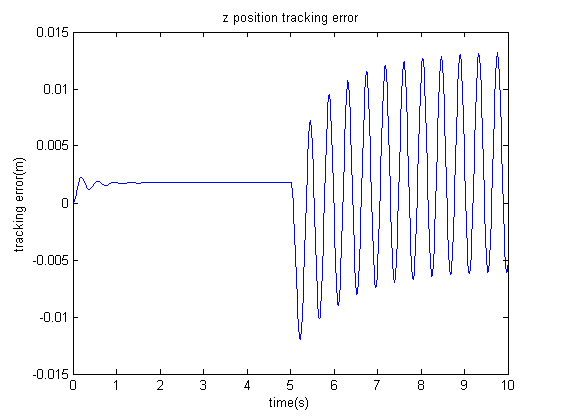 z position tracking error
0.015
0.01
0.005
0
-0.005
-0.01
-0.015
tracking error(m)
0 1 2 3 4 5 6 7 8 9 10
time(s)